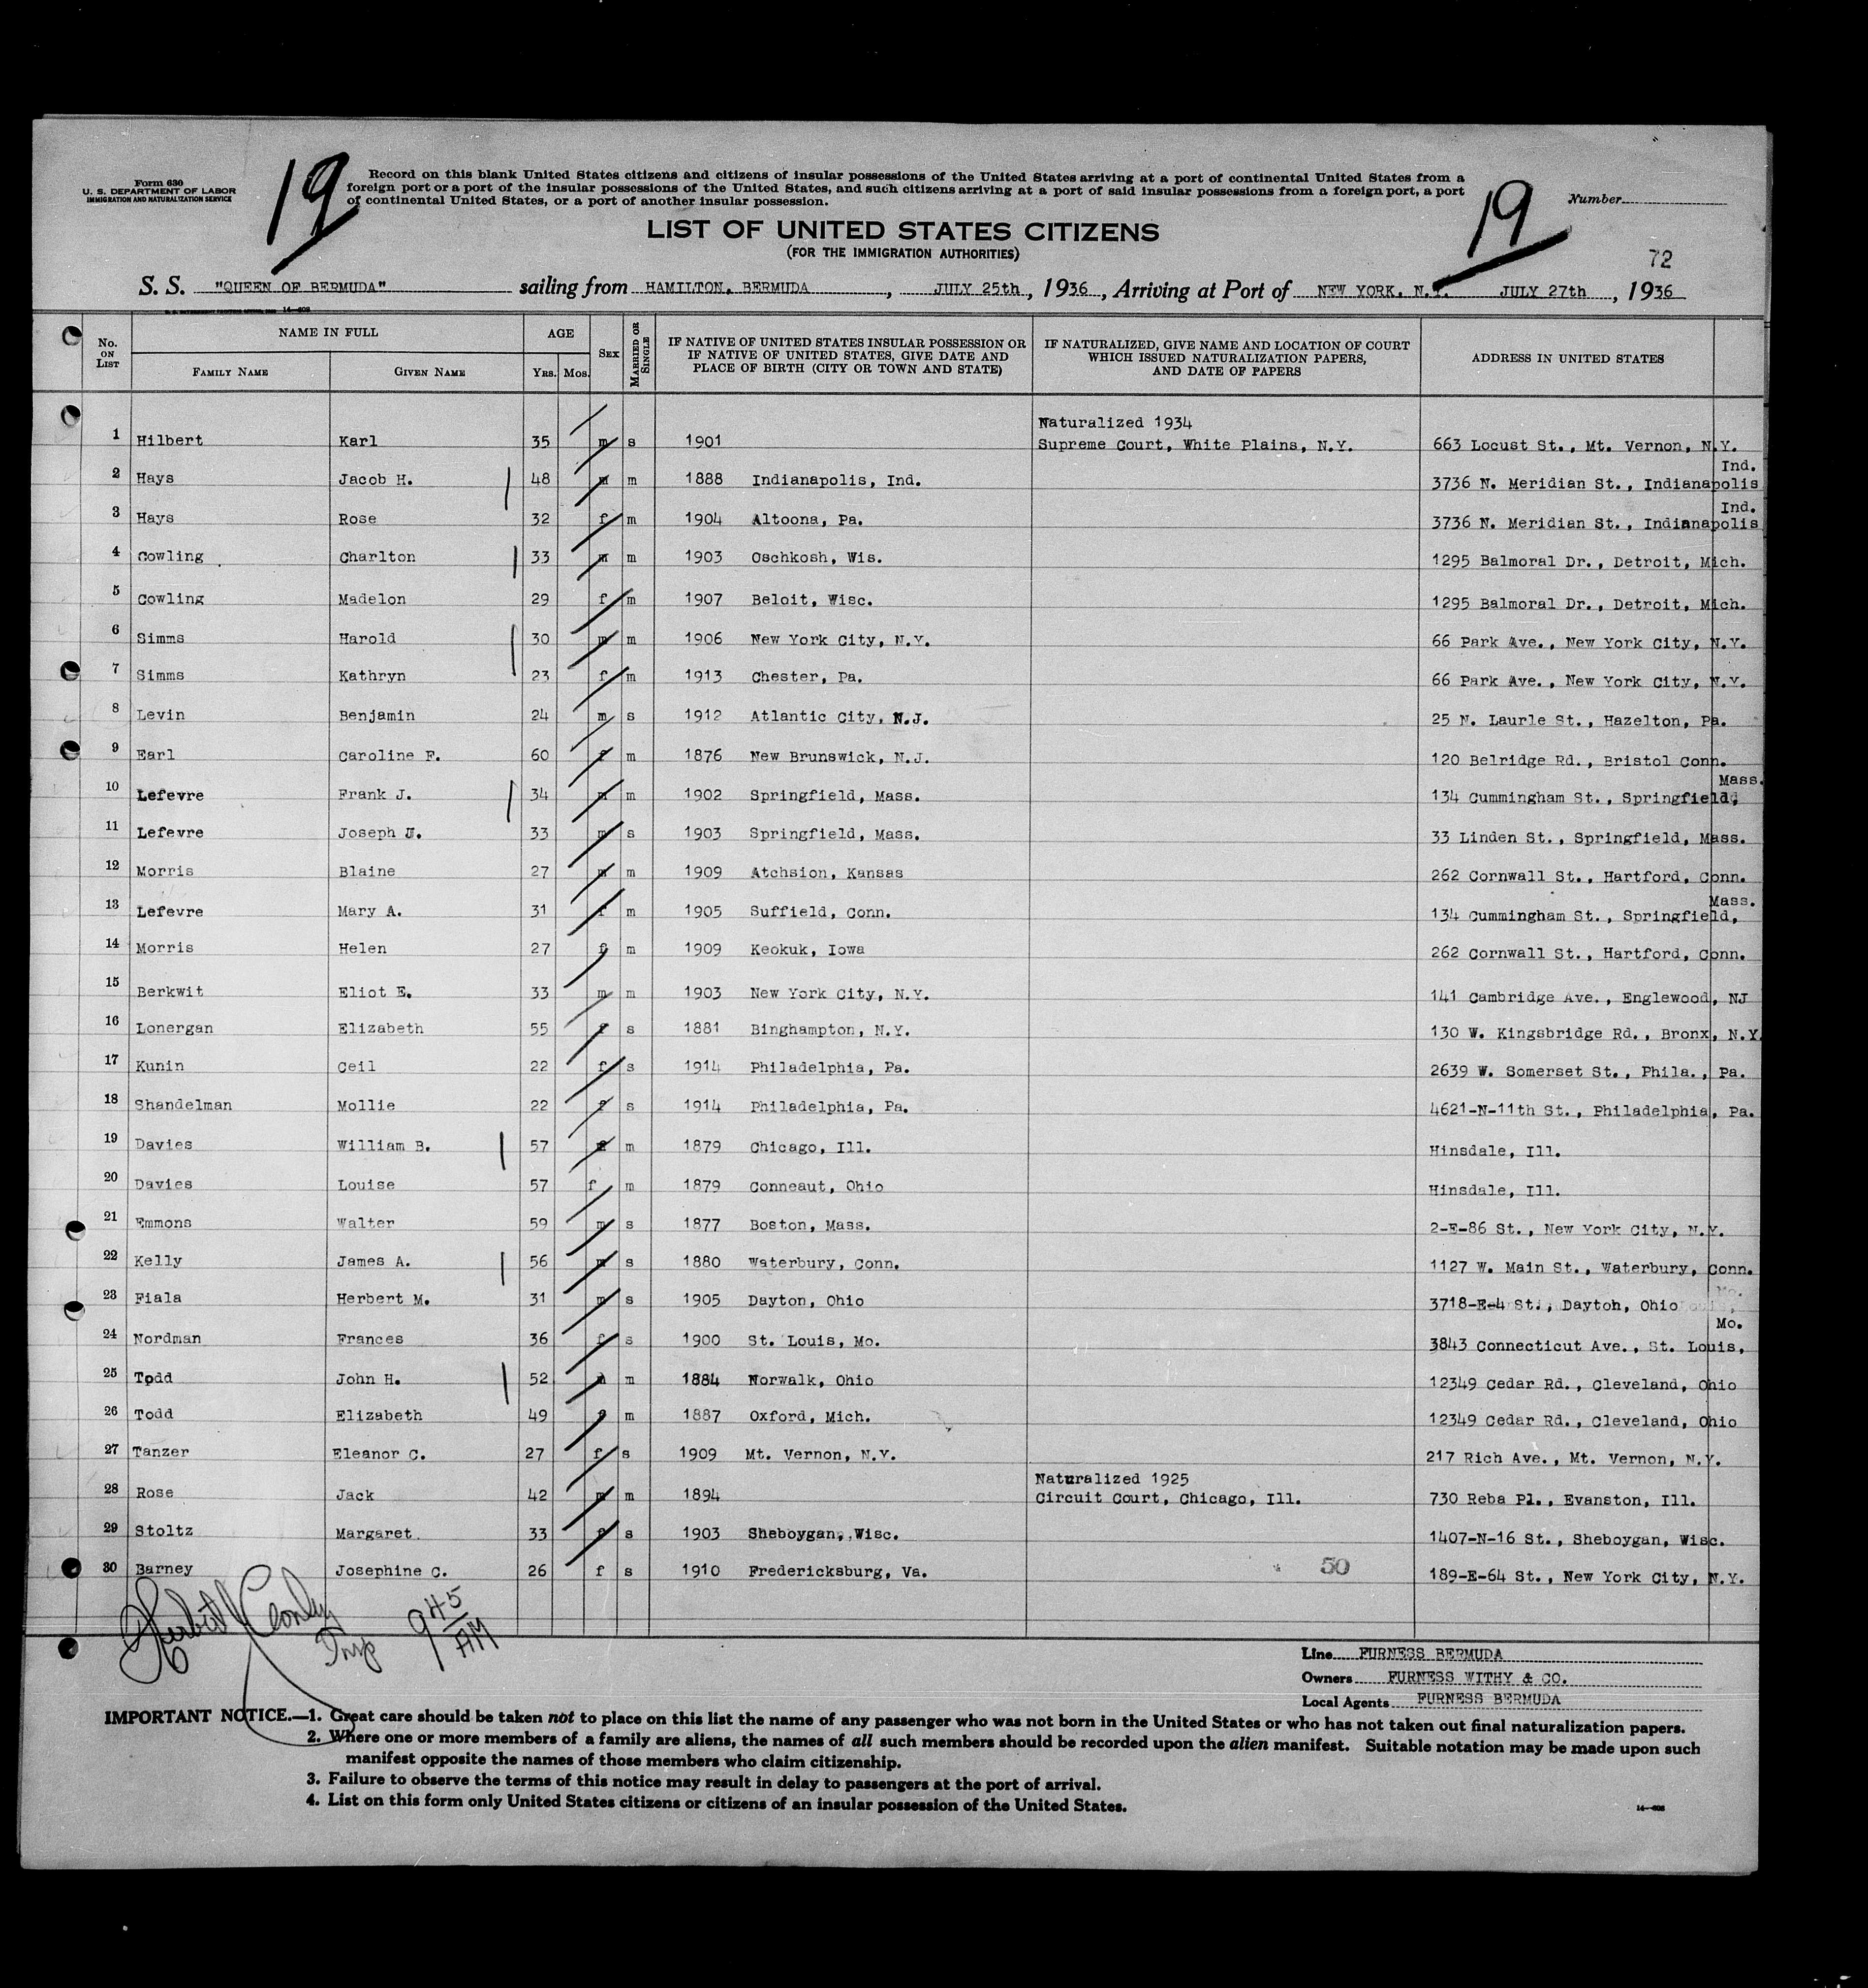 Form 630
U. S. DEPARTMENT OF LABOR
IMMIGRATION AND NATURALIZATION SERVICE
19
Record on this blank United States citizens and citizens of insular possessions of the United States arriving at a port of continental United States from a
foreign port or a port of the insular possessions of the United States, and such citizens arriving at a port of said insular possessions from a foreign port, a port
of continental United States, or a port of another insular possession.
19
Number
LIST OF UNITED STATES CITIZENS
(FOR THE IMMIGRATION AUTHORITIES)
72
S. S. "QUEEN OF BERMUDA" sailing from HAMILTON, BERMUDA, JULY 25th, 1936, Arriving at Port of NEW YORK, N.Y. JULY 27th, 1936
No. ON LIST NAME IN FULL FAMILY NAME GIVEN NAME AGE YRS. MOS. SEX MARRIED OR SINGLE IF NATIVE OF UNITED STATES INSULAR POSSESSION OR IF NATIVE OF UNITED STATES, GIVE DATE AND PLACE OF BIRTH (CITY OR TOWN AND STATE) IF NATURALIZED, GIVE NAME AND LOCATION OF COURT WHICH ISSUED NATURALIZATION PAPERS, AND DATE OF PAPERS ADDRESS IN UNITED STATES
1 Hilbert Karl 35 m s 1901 Naturalized 1934 Supreme Court, White Plains, N.Y. 663 Locust St., Mt. Vernon, N.Y.
2 Hays Jacob H. 48 m m 1888 Indianapolis, Ind. 3736 N. Meridian St., Indianapolis Ind.
3 Hays Rose 32 f m 1904 Altoona, Pa. 3736 N. Meridian St., Indianapolis Ind.
4 Cowling Charlton 33 m m 1903 Oschkosh, Wis. 1295 Balmoral Dr., Detroit, Mich.
5 Cowling Madelon 29 f m 1907 Beloit, Wisc. 1295 Balmoral Dr., Detroit, Mich.
6 Simms Harold 30 m m 1906 New York City, N.Y. 66 Park Ave., New York City, N.Y.
7 Simms Kathryn 23 f m 1913 Chester, Pa. 66 Park Ave., New York City, N.Y.
8 Levin Benjamin 24 m s 1912 Atlantic City, N.J. 25 N. Laurle St., Hazelton, Pa.
9 Earl Caroline F. 60 f m 1876 New Brunswick, N.J. 120 Belridge Rd., Bristol Conn.
10 Lefevre Frank J. 34 m m 1902 Springfield, Mass. 134 Cummingham St., Springfield, Mass.
11 Lefevre Joseph U. 33 m s 1903 Springfield, Mass. 33 Linden St., Springfield, Mass.
12 Morris Blaine 27 m m 1909 Atchsion, Kansas 262 Cornwall St., Hartford, Conn.
13 Lefevre Mary A. 31 f m 1905 Suffield, Conn. 134 Cummingham St., Springfield, Mass.
14 Morris Helen 27 f m 1909 Keokuk, Iowa 262 Cornwall St., Hartford, Conn.
15 Berkwit Eliot E. 33 m m 1903 New York City, N.Y. 141 Cambridge Ave., Englewood, NJ
16 Lonergan Elizabeth 55 f s 1881 Binghampton, N.Y. 130 W. Kingsbridge Rd., Bronx, N.Y.
17 Kunin Ceil 22 f s 1914 Philadelphia, Pa. 2639 W. Somerset St., Phila., Pa.
18 Shandelman Mollie 22 f s 1914 Philadelphia, Pa. 4621-N-11th St., Philadelphia, Pa.
19 Davies William B. 57 m m 1879 Chicago, Ill. Hinsdale, Ill.
20 Davies Louise 57 f m 1879 Conneaut, Ohio Hinsdale, Ill.
21 Emmons Walter 59 m s 1877 Boston, Mass. 2-E-86 St., New York City, N.Y.
22 Kelly James A. 56 m s 1880 Waterbury, Conn. 1127 W. Main St., Waterbury, Conn.
23 Fiala Herbert M. 31 m s 1905 Dayton, Ohio 3718-E-4 St., Dayton, Ohio
24 Nordman Frances 36 f s 1900 St. Louis, Mo. 3843 Connecticut Ave., St. Louis, Mo.
25 Todd John H. 52 m m 1884 Norwalk, Ohio 12349 Cedar Rd., Cleveland, Ohio
26 Todd Elizabeth 49 f m 1887 Oxford, Mich. 12349 Cedar Rd., Cleveland, Ohio
27 Tanzer Eleanor C. 27 f s 1909 Mt. Vernon, N.Y. 217 Rich Ave., Mt. Vernon, N.Y.
28 Rose Jack 42 m m 1894 Naturalized 1925 Circuit Court, Chicago, Ill. 730 Reba Pl., Evanston, Ill.
29 Stoltz Margaret 33 f s 1903 Sheboygan, Wisc. 1407-N-16 St., Sheboygan, Wisc.
30 Barney Josephine C. 26 f s 1910 Fredericksburg, Va. 50 189-E-64 St., New York City, N.Y.
Insp 9 45 AM
Line FURNESS BERMUDA
Owners FURNESS WITHY & CO.
Local Agents FURNESS BERMUDA
IMPORTANT NOTICE.—1. Great care should be taken not to place on this list the name of any passenger who was not born in the United States or who has not taken out final naturalization papers.
2. Where one or more members of a family are aliens, the names of all such members should be recorded upon the alien manifest. Suitable notation may be made upon such
manifest opposite the names of those members who claim citizenship.
3. Failure to observe the terms of this notice may result in delay to passengers at the port of arrival.
4. List on this form only United States citizens or citizens of an insular possession of the United States.